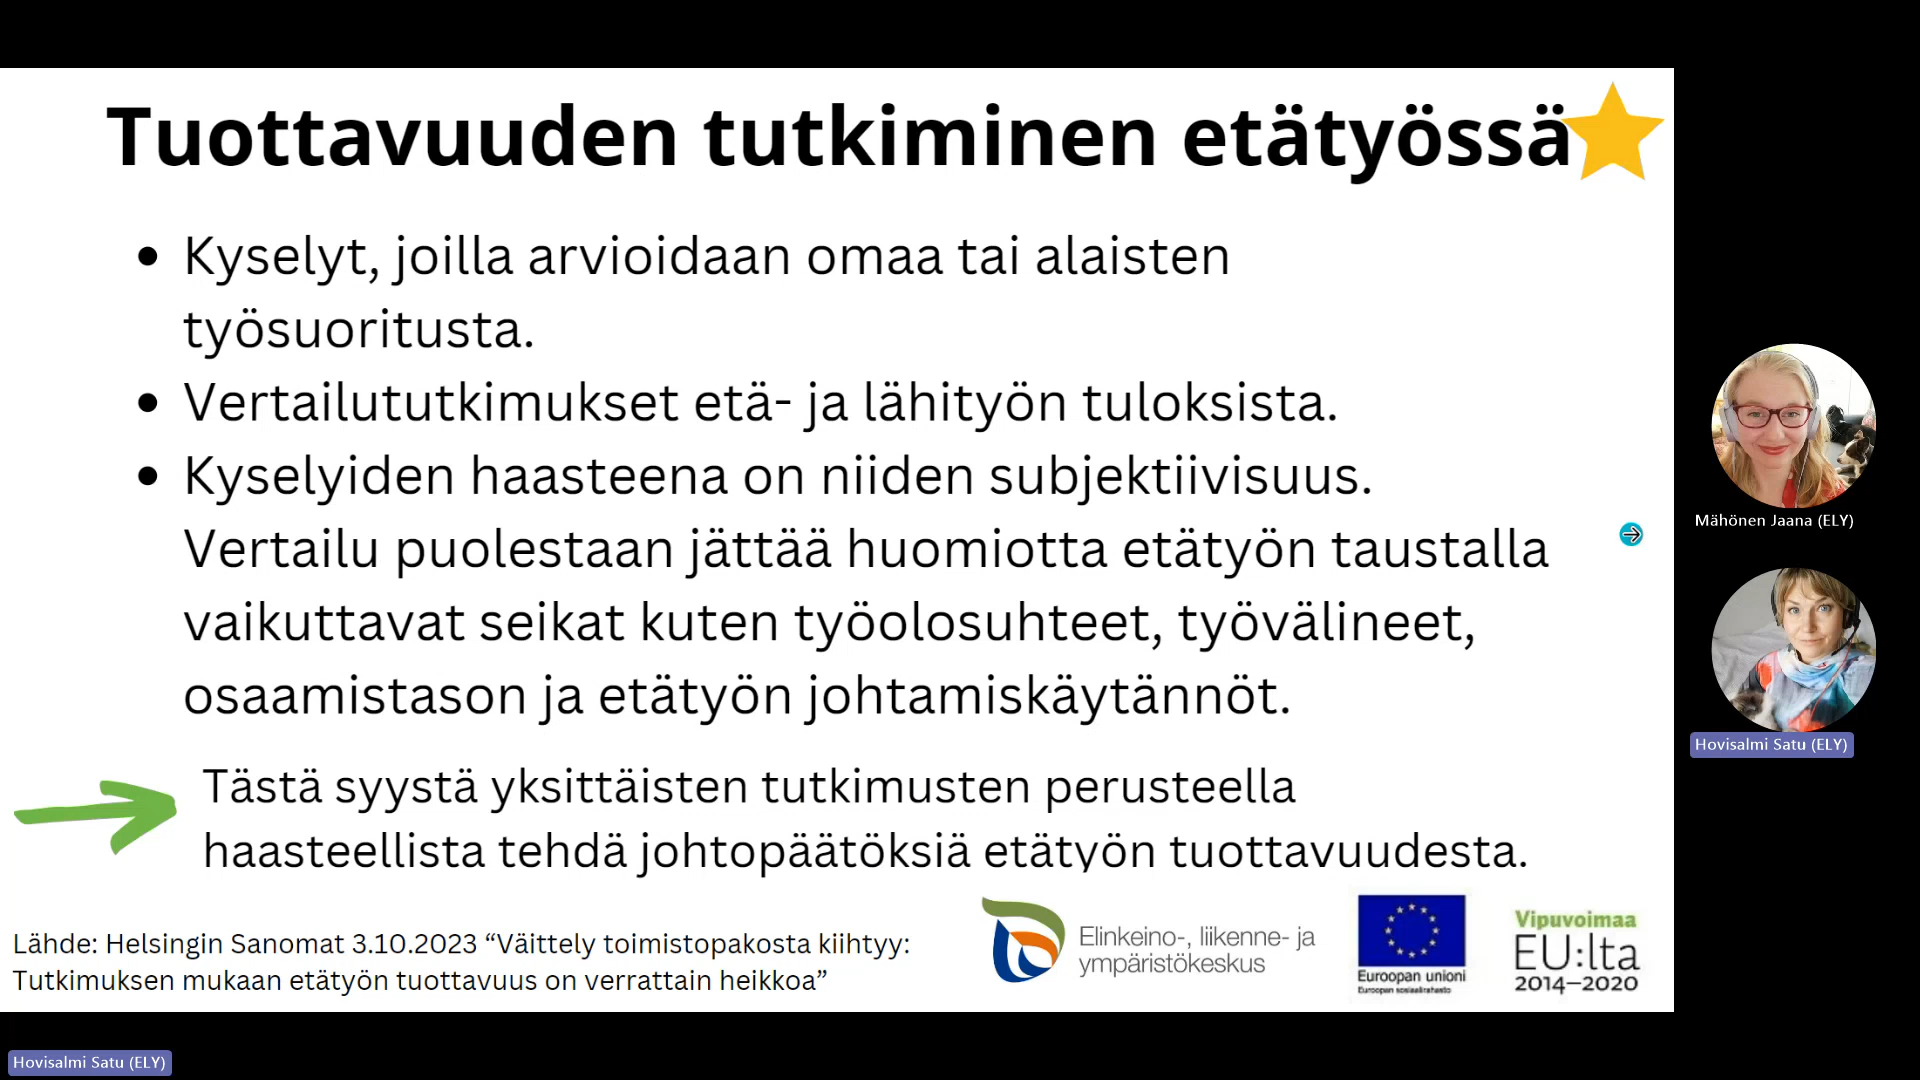 Tuottavuuden tutkiminen etätyössä
• Kyselyt, joilla arvioidaan omaa tai alaisten
työsuoritusta.
• Vertailututkimukset etä- ja lähityön tuloksista.
• Kyselyiden haasteena on niiden subjektiivisuus.
Vertailu puolestaan jättää huomiotta etätyön taustalla
vaikuttavat seikat kuten työolosuhteet, työvälineet,
osaamistason ja etätyön johtamiskäytännöt.
Tästä syystä yksittäisten tutkimusten perusteella
haasteellista tehdä johtopäätöksiä etätyön tuottavuudesta.
Lähde: Helsingin Sanomat 3.10.2023 “Väittely toimistopakosta kiihtyy:
Tutkimuksen mukaan etätyön tuottavuus on verrattain heikkoa”
Elinkeino-, liikenne- ja
ympäristökeskus
Euroopan unioni
Euroopan sosiaalirahasto
Vipuvoimaa
EU:lta
2014–2020
Mähönen Jaana (ELY)
Hovisalmi Satu (ELY)
Hovisalmi Satu (ELY)